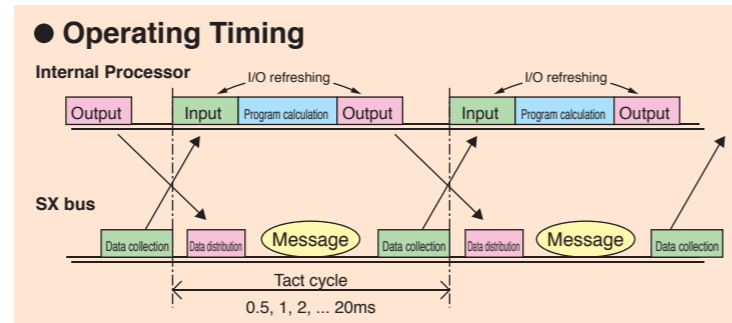 ● Operating Timing
Internal Processor
I/O refreshing I/O refreshing
Output Input Program calculation Output Input Program calculation Output
SX bus
Data collection Data distribution Message Data collection Data distribution Message Data collection
Tact cycle
0.5, 1, 2, ... 20ms